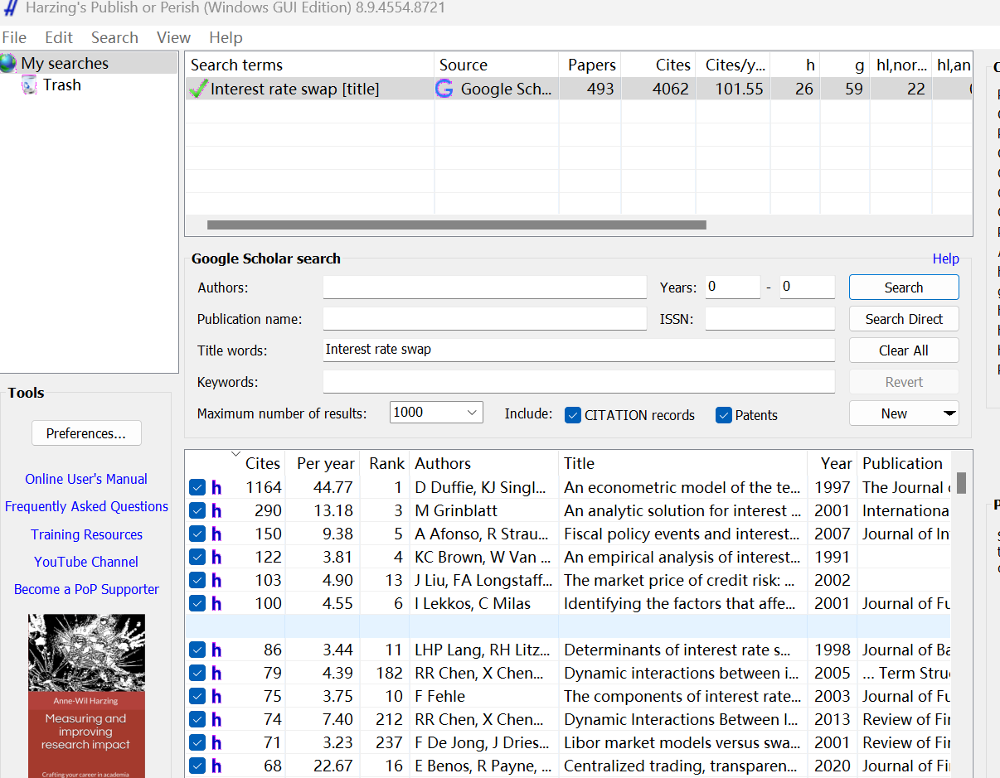 Harzing's Publish or Perish (Windows GUI Edition) 8.9.4554.8721
File Edit Search View Help
My searches
Trash
Search terms Source Papers Cites Cites/y... h g hI,nor... hI,an
Interest rate swap [title] Google Sch... 493 4062 101.55 26 59 22
Google Scholar search Help
Authors: Years: 0 - 0 Search
Publication name: ISSN: Search Direct
Title words: Interest rate swap Clear All
Keywords: Revert
Maximum number of results: 1000 Include: CITATION records Patents New
Tools
Preferences...
Online User's Manual
Frequently Asked Questions
Training Resources
YouTube Channel
Become a PoP Supporter
Anne-Wil Harzing
Measuring and
improving
research impact
Crafting your career in academia
Cites Per year Rank Authors Title Year Publication
h 1164 44.77 1 D Duffie, KJ Singl... An econometric model of the te... 1997 The Journal
h 290 13.18 3 M Grinblatt An analytic solution for interest ... 2001 Internationa
h 150 9.38 5 A Afonso, R Strau... Fiscal policy events and interest... 2007 Journal of In
h 122 3.81 4 KC Brown, W Van ... An empirical analysis of interest... 1991
h 103 4.90 13 J Liu, FA Longstaff... The market price of credit risk: ... 2002
h 100 4.55 6 I Lekkos, C Milas Identifying the factors that affe... 2001 Journal of Fu
h 86 3.44 11 LHP Lang, RH Litz... Determinants of interest rate s... 1998 Journal of Ba
h 79 4.39 182 RR Chen, X Chen... Dynamic interactions between i... 2005 ... Term Stru
h 75 3.75 10 F Fehle The components of interest rate... 2003 Journal of Fu
h 74 7.40 212 RR Chen, X Chen... Dynamic Interactions Between I... 2013 Review of Fi
h 71 3.23 237 F De Jong, J Dries... Libor market models versus swa... 2001 Review of Fi
h 68 22.67 16 E Benos, R Payne, ... Centralized trading, transparen... 2020 Journal of Fi